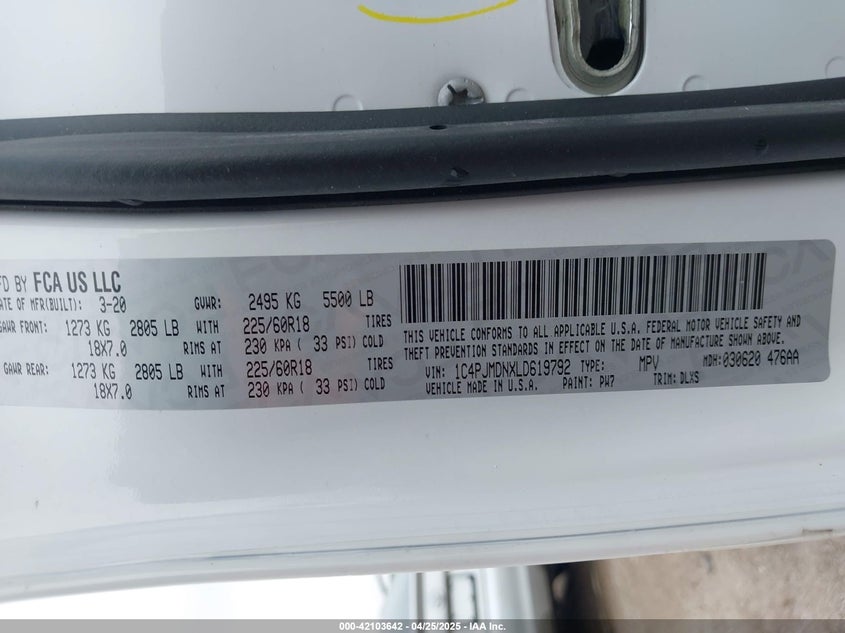 FD BY FCA US LLC
ATE OF MFR(BUILT): 3-20 GVWR: 2495 KG 5500 LB
GAWR FRONT: 1273 KG 2805 LB WITH 225/60R18 TIRES
18X7.0 RIMS AT 230 KPA ( 33 PSI) COLD
GAWR REAR: 1273 KG 2805 LB WITH 225/60R18 TIRES
18X7.0 RIMS AT 230 KPA ( 33 PSI) COLD
THIS VEHICLE CONFORMS TO ALL APPLICABLE U.S.A. FEDERAL MOTOR VEHICLE SAFETY AND
THEFT PREVENTION STANDARDS IN EFFECT ON THE DATE OF MANUFACTURE SHOWN ABOVE.
VIN: 1C4PJMDNXLD619792 TYPE: MPV MDH: 030620 476AA
VEHICLE MADE IN U.S.A. PAINT: PW7 TRIM: DLXS
000-42103642 - 04/25/2025 - IAA Inc.